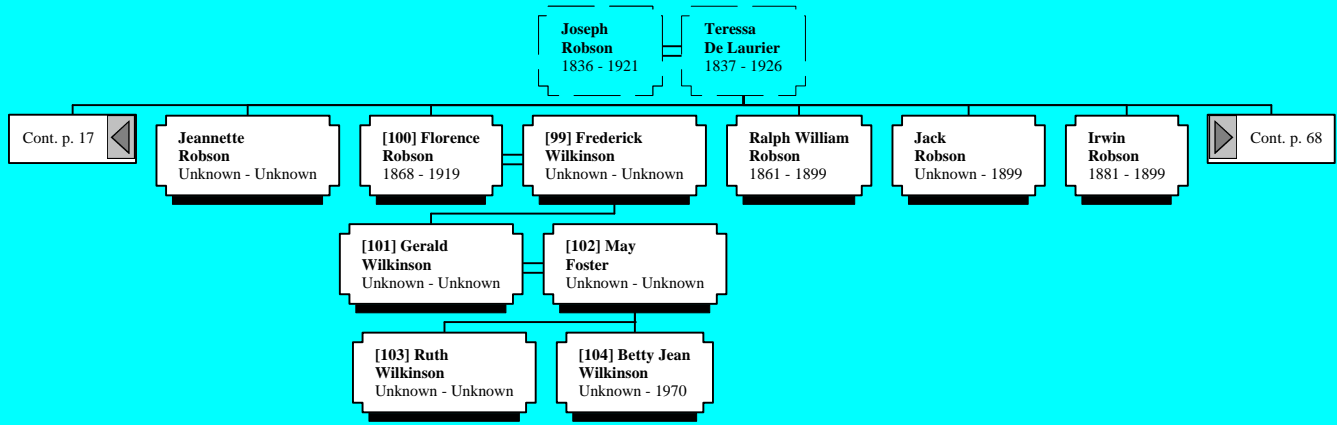 Joseph
Robson
1836 - 1921
Teressa
De Laurier
1837 - 1926
Cont. p. 17
Jeannette
Robson
Unknown - Unknown
[100] Florence
Robson
1868 - 1919
[99] Frederick
Wilkinson
Unknown - Unknown
Ralph William
Robson
1861 - 1899
Jack
Robson
Unknown - 1899
Irwin
Robson
1881 - 1899
Cont. p. 68
[101] Gerald
Wilkinson
Unknown - Unknown
[102] May
Foster
Unknown - Unknown
[103] Ruth
Wilkinson
Unknown - Unknown
[104] Betty Jean
Wilkinson
Unknown - 1970